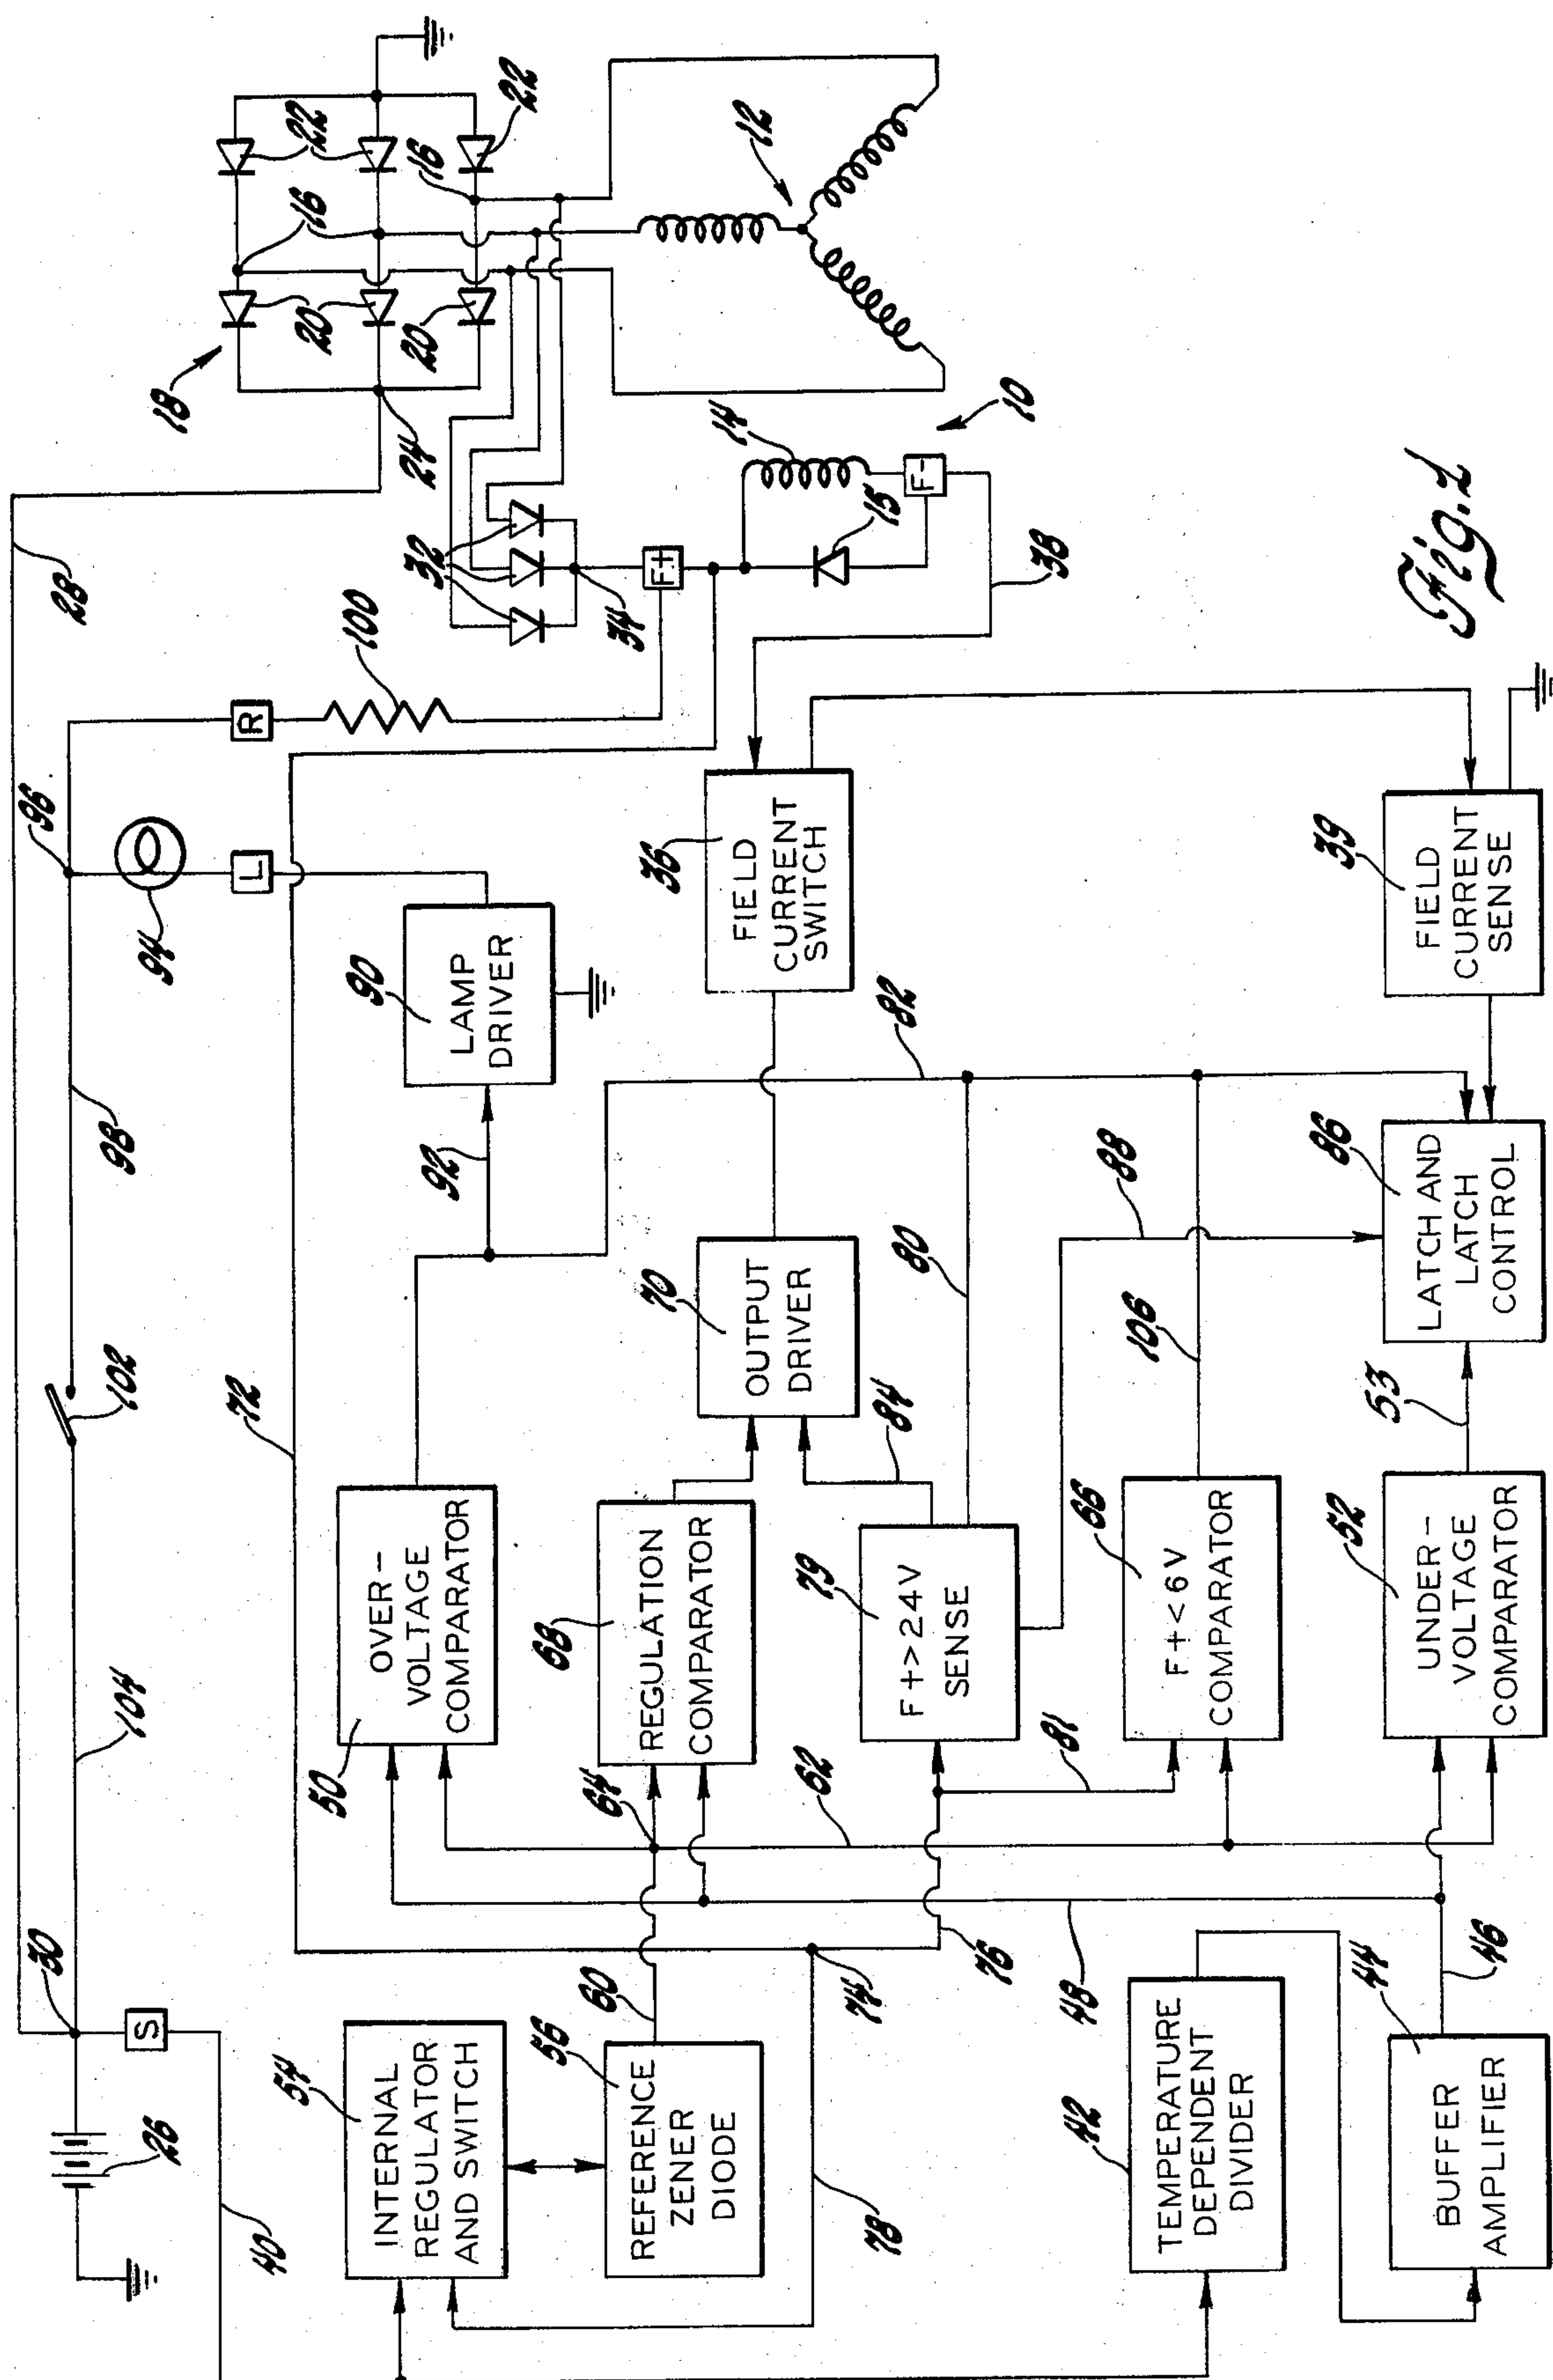 26
30
104
102
98
96
28
S
94
L
R
100
18
20
22
16
24
20
16
22
40
72
54
INTERNAL
REGULATOR
AND SWITCH
50
OVER-
VOLTAGE
COMPARATOR
92
90
LAMP
DRIVER
32
34
56
REFERENCE
ZENER
DIODE
60
64
68
REGULATION
COMPARATOR
70
OUTPUT
DRIVER
36
FIELD
CURRENT
SWITCH
F+
14
15
F-
12
10
38
78
74
76
62
79
F+>24V
SENSE
84
80
82
42
TEMPERATURE
DEPENDENT
DIVIDER
48
81
66
F+<6V
COMPARATOR
106
88
44
BUFFER
AMPLIFIER
46
52
UNDER-
VOLTAGE
COMPARATOR
53
86
LATCH AND
LATCH
CONTROL
39
FIELD
CURRENT
SENSE
Fig. 1